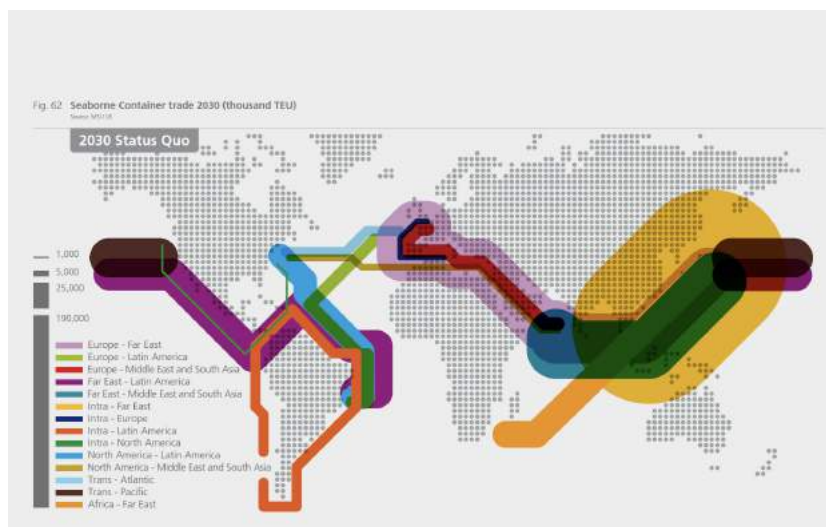 Fig. 62 Seaborne Container trade 2030 (thousand TEU)
2030 Status Quo
1,000
5,000
25,000
190,000
Europe - Far East
Europe - Latin America
Europe - Middle East and South Asia
Far East - Latin America
Far East - Middle East and South Asia
Intra - Far East
Intra - Europe
Intra - Latin America
Intra - North America
North America - Latin America
North America - Middle East and South Asia
Trans - Atlantic
Trans - Pacific
Africa - Far East